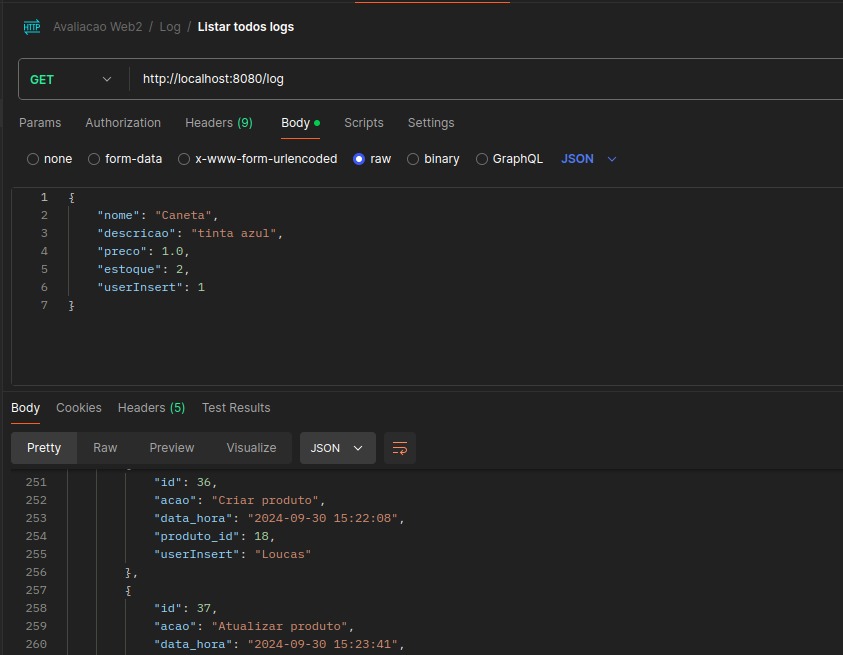 HTTP Avaliacao Web2 / Log / Listar todos logs
GET http://localhost:8080/log
Params Authorization Headers (9) Body Scripts Settings
none form-data x-www-form-urlencoded raw binary GraphQL JSON
1 {
2 "nome": "Caneta",
3 "descricao": "tinta azul",
4 "preco": 1.0,
5 "estoque": 2,
6 "userInsert": 1
7 }
Body Cookies Headers (5) Test Results
Pretty Raw Preview Visualize JSON
251 "id": 36,
252 "acao": "Criar produto",
253 "data_hora": "2024-09-30 15:22:08",
254 "produto_id": 18,
255 "userInsert": "Loucas"
256 },
257 {
258 "id": 37,
259 "acao": "Atualizar produto",
260 "data_hora": "2024-09-30 15:23:41",